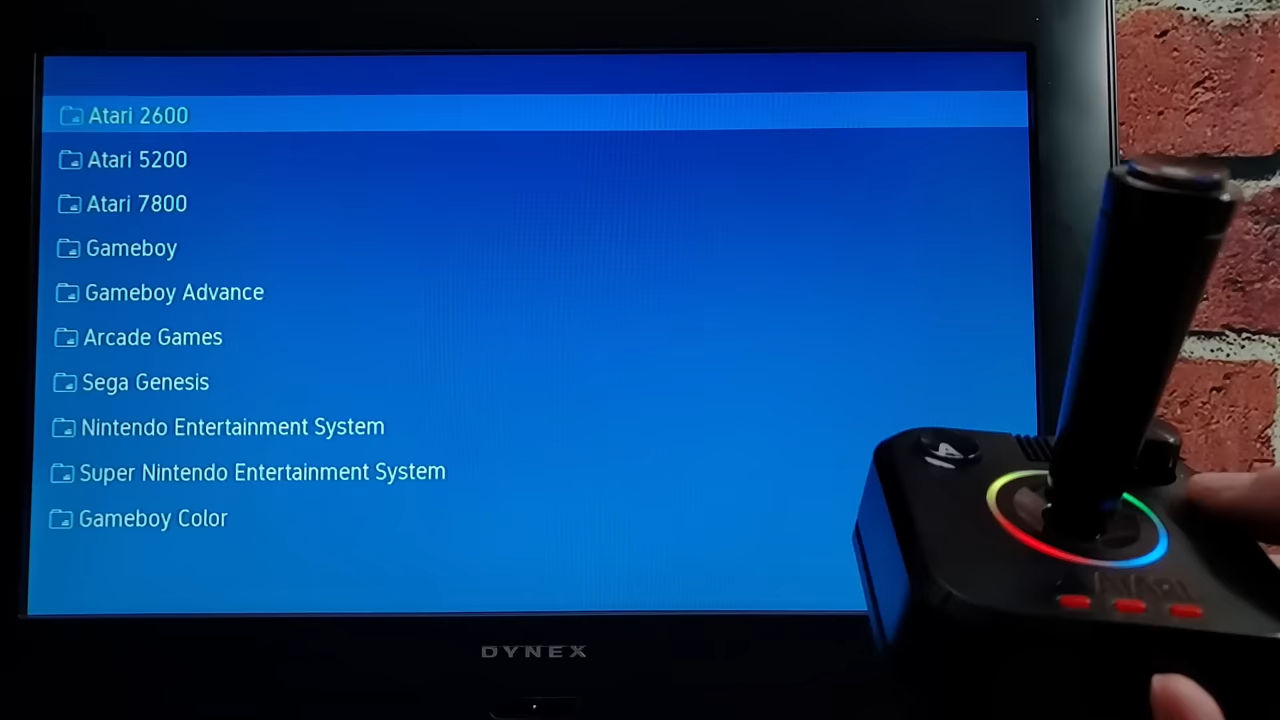 Atari 2600
Atari 5200
Atari 7800
Gameboy
Gameboy Advance
Arcade Games
Sega Genesis
Nintendo Entertainment System
Super Nintendo Entertainment System
Gameboy Color
DYNEX
ATARI